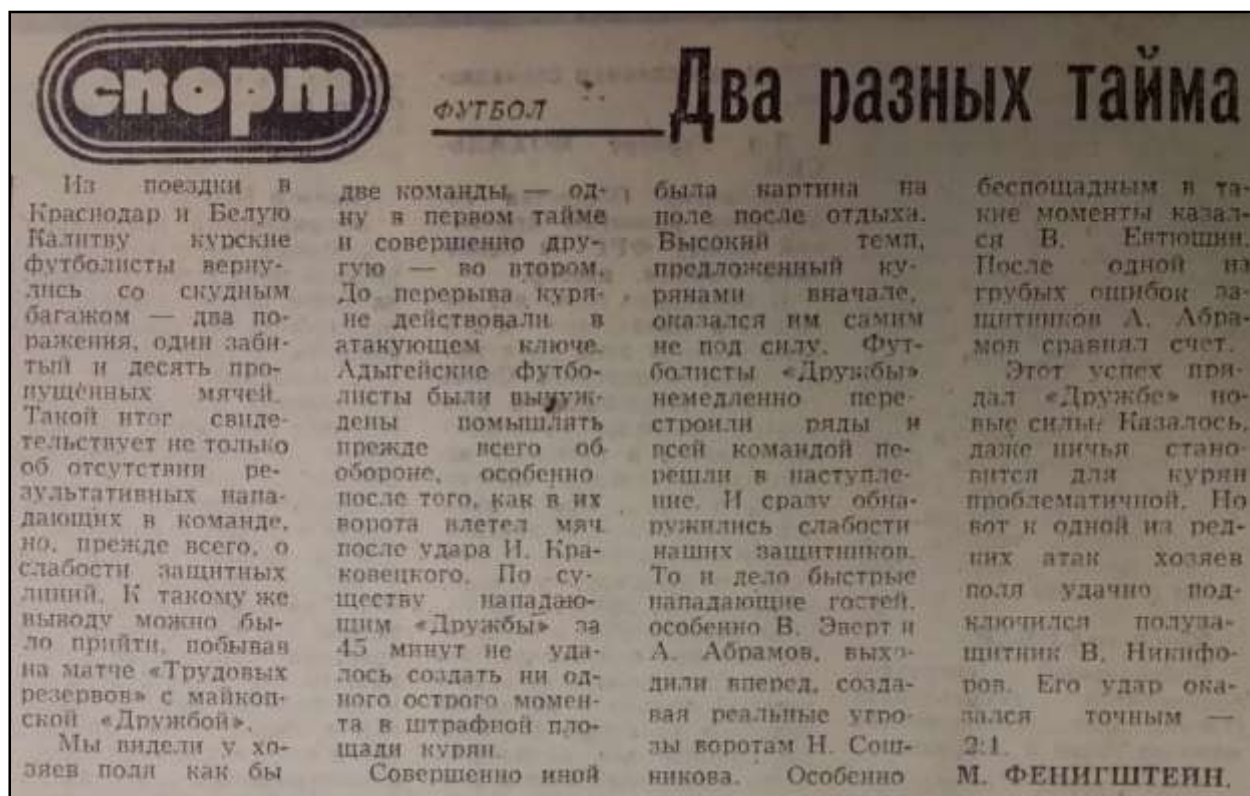 спорт
ФУТБОЛ
Два разных тайма
Из поездки в
Краснодар и Белую
Калитву курские
футболисты верну-
лись со скудным
багажом — два по-
ражения, один заби-
тый и десять про-
пущенных мячей.
Такой итог свиде-
тельствует не только
об отсутствии ре-
зультативных напа-
дающих в команде,
но, прежде всего, о
слабости защитных
линий. К такому же
выводу можно бы-
ло прийти, побывав
на матче «Трудовых
резервов» с майкоп-
ской «Дружбой».
Мы видели у хо-
зяев поля как бы
две команды — од-
ну в первом тайме
и совершенно дру-
гую — во втором.
До перерыва куря-
не действовали в
атакующем ключе.
Адыгейские футбо-
листы были вынуж-
дены помышлять
прежде всего об
обороне, особенно
после того, как в их
ворота влетел мяч
после удара И. Кра-
ковецкого. По су-
ществу нападаю-
щим «Дружбы» за
45 минут не уда-
лось создать ни од-
ного острого момен-
та в штрафной пло-
щади курян.
Совершенно иной
была картина на
поле после отдыха.
Высокий темп,
предложенный ку-
рянами вначале,
оказался им самим
не под силу. Фут-
болисты «Дружбы»
немедленно пере-
строили ряды и
всей командой пе-
решли в наступле-
ние. И сразу обна-
ружились слабости
наших защитников.
То и дело быстрые
нападающие гостей,
особенно В. Эверт и
А. Абрамов, выхо-
дили вперед, созда-
вая реальные угро-
зы воротам Н. Сош-
никова. Особенно
беспощадным в та-
кие моменты казал-
ся В. Евтюшин.
После одной из
грубых ошибок за-
щитников А. Абра-
мов сравнял счет.
Этот успех при-
дал «Дружбе» но-
вые силы. Казалось,
даже ничья стано-
вится для курян
проблематичной. Но
вот к одной из ред-
них атак хозяев
поля удачно под-
ключился полуза-
щитник В. Никифо-
ров. Его удар ока-
зался точным —
2:1.
М. ФЕНИГШТЕЙН.